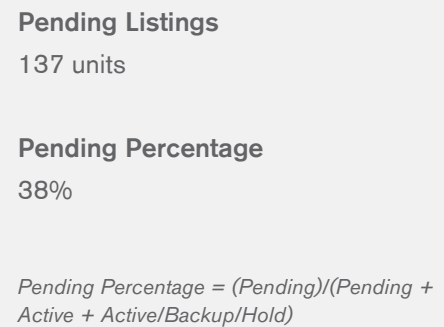 Pending Listings
137 units
Pending Percentage
38%
Pending Percentage = (Pending)/(Pending +
Active + Active/Backup/Hold)